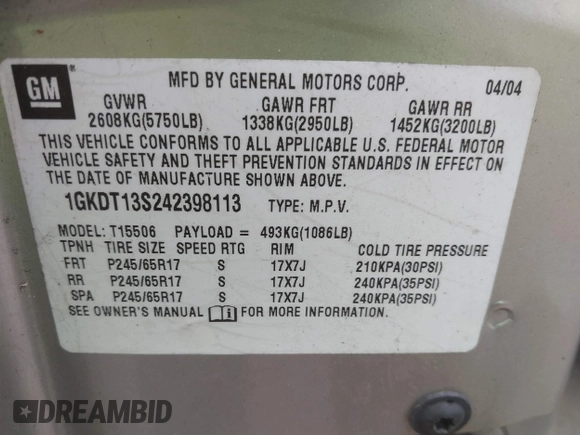 GM
®
MFD BY GENERAL MOTORS CORP. 04/04
GVWR GAWR FRT GAWR RR
2608KG(5750LB) 1338KG(2950LB) 1452KG(3200LB)
THIS VEHICLE CONFORMS TO ALL APPLICABLE U.S. FEDERAL MOTOR
VEHICLE SAFETY AND THEFT PREVENTION STANDARDS IN EFFECT ON
THE DATE OF MANUFACTURE SHOWN ABOVE.
1GKDT13S242398113 TYPE: M.P.V.
MODEL: T15506 PAYLOAD = 493KG(1086LB)
TPNH TIRE SIZE SPEED RTG RIM COLD TIRE PRESSURE
FRT P245/65R17 S 17X7J 210KPA(30PSI)
RR P245/65R17 S 17X7J 240KPA(35PSI)
SPA P245/65R17 S 17X7J 240KPA(35PSI)
SEE OWNER'S MANUAL i FOR MORE INFORMATION.
DREAMBID